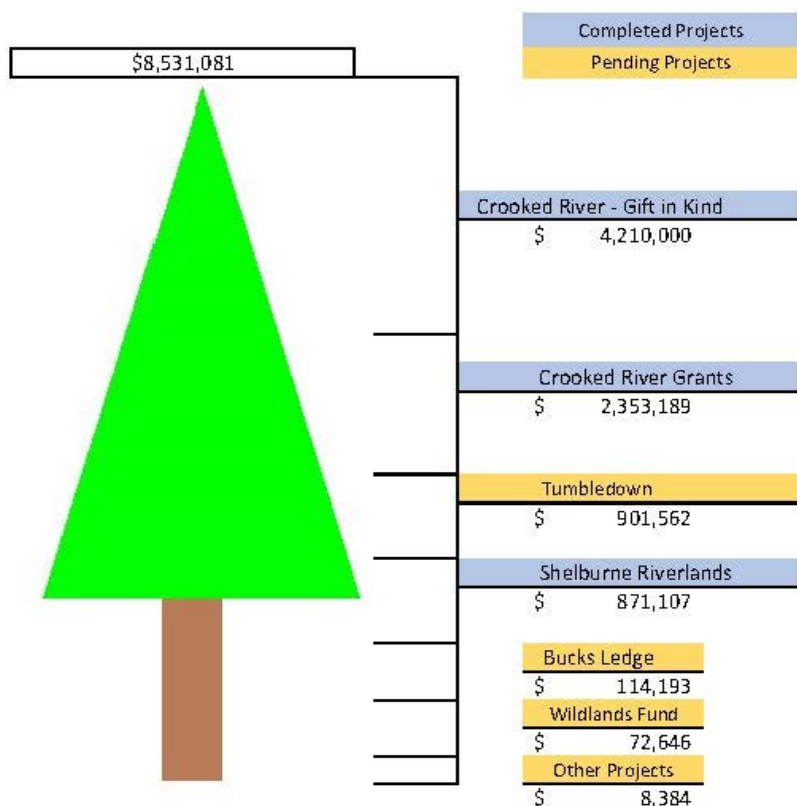 $8,531,081
Completed Projects
Pending Projects
Crooked River - Gift in Kind
$ 4,210,000
Crooked River Grants
$ 2,353,189
Tumbledown
$ 901,562
Shelburne Riverlands
$ 871,107
Bucks Ledge
$ 114,193
Wildlands Fund
$ 72,646
Other Projects
$ 8,384